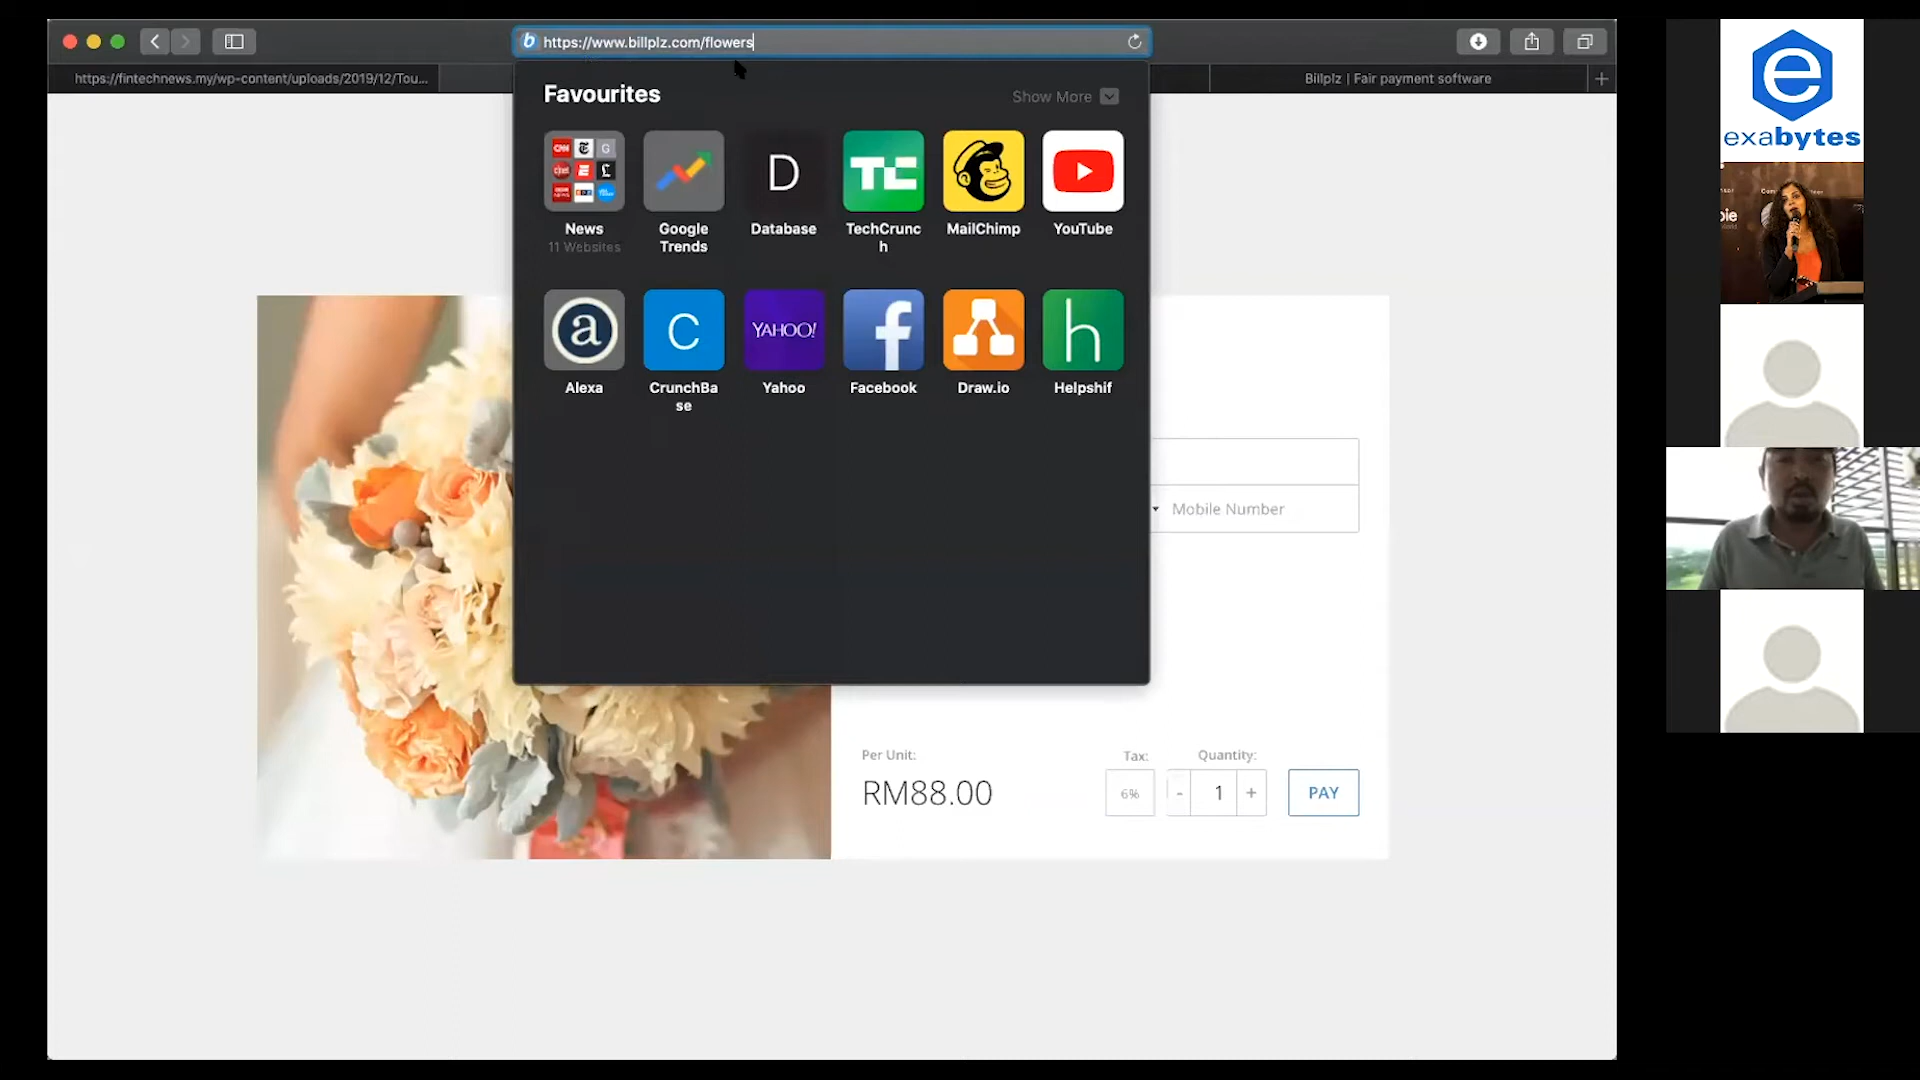 https://www.billplz.com/flowers
https://fintechnews.my/wp-content/uploads/2019/12/Tou...
Billplz | Fair payment software
Favourites
Show More
CNN
G
YAHOO!
TC
D
News
11 Websites
Google
Trends
Database
TechCrunc
h
MailChimp
YouTube
a
C
f
h
Alexa
CrunchBa
se
Yahoo
Facebook
Draw.io
Helpshif
Mobile Number
Per Unit:
RM88.00
Tax:
6%
Quantity:
- 1 +
PAY
e
exabytes